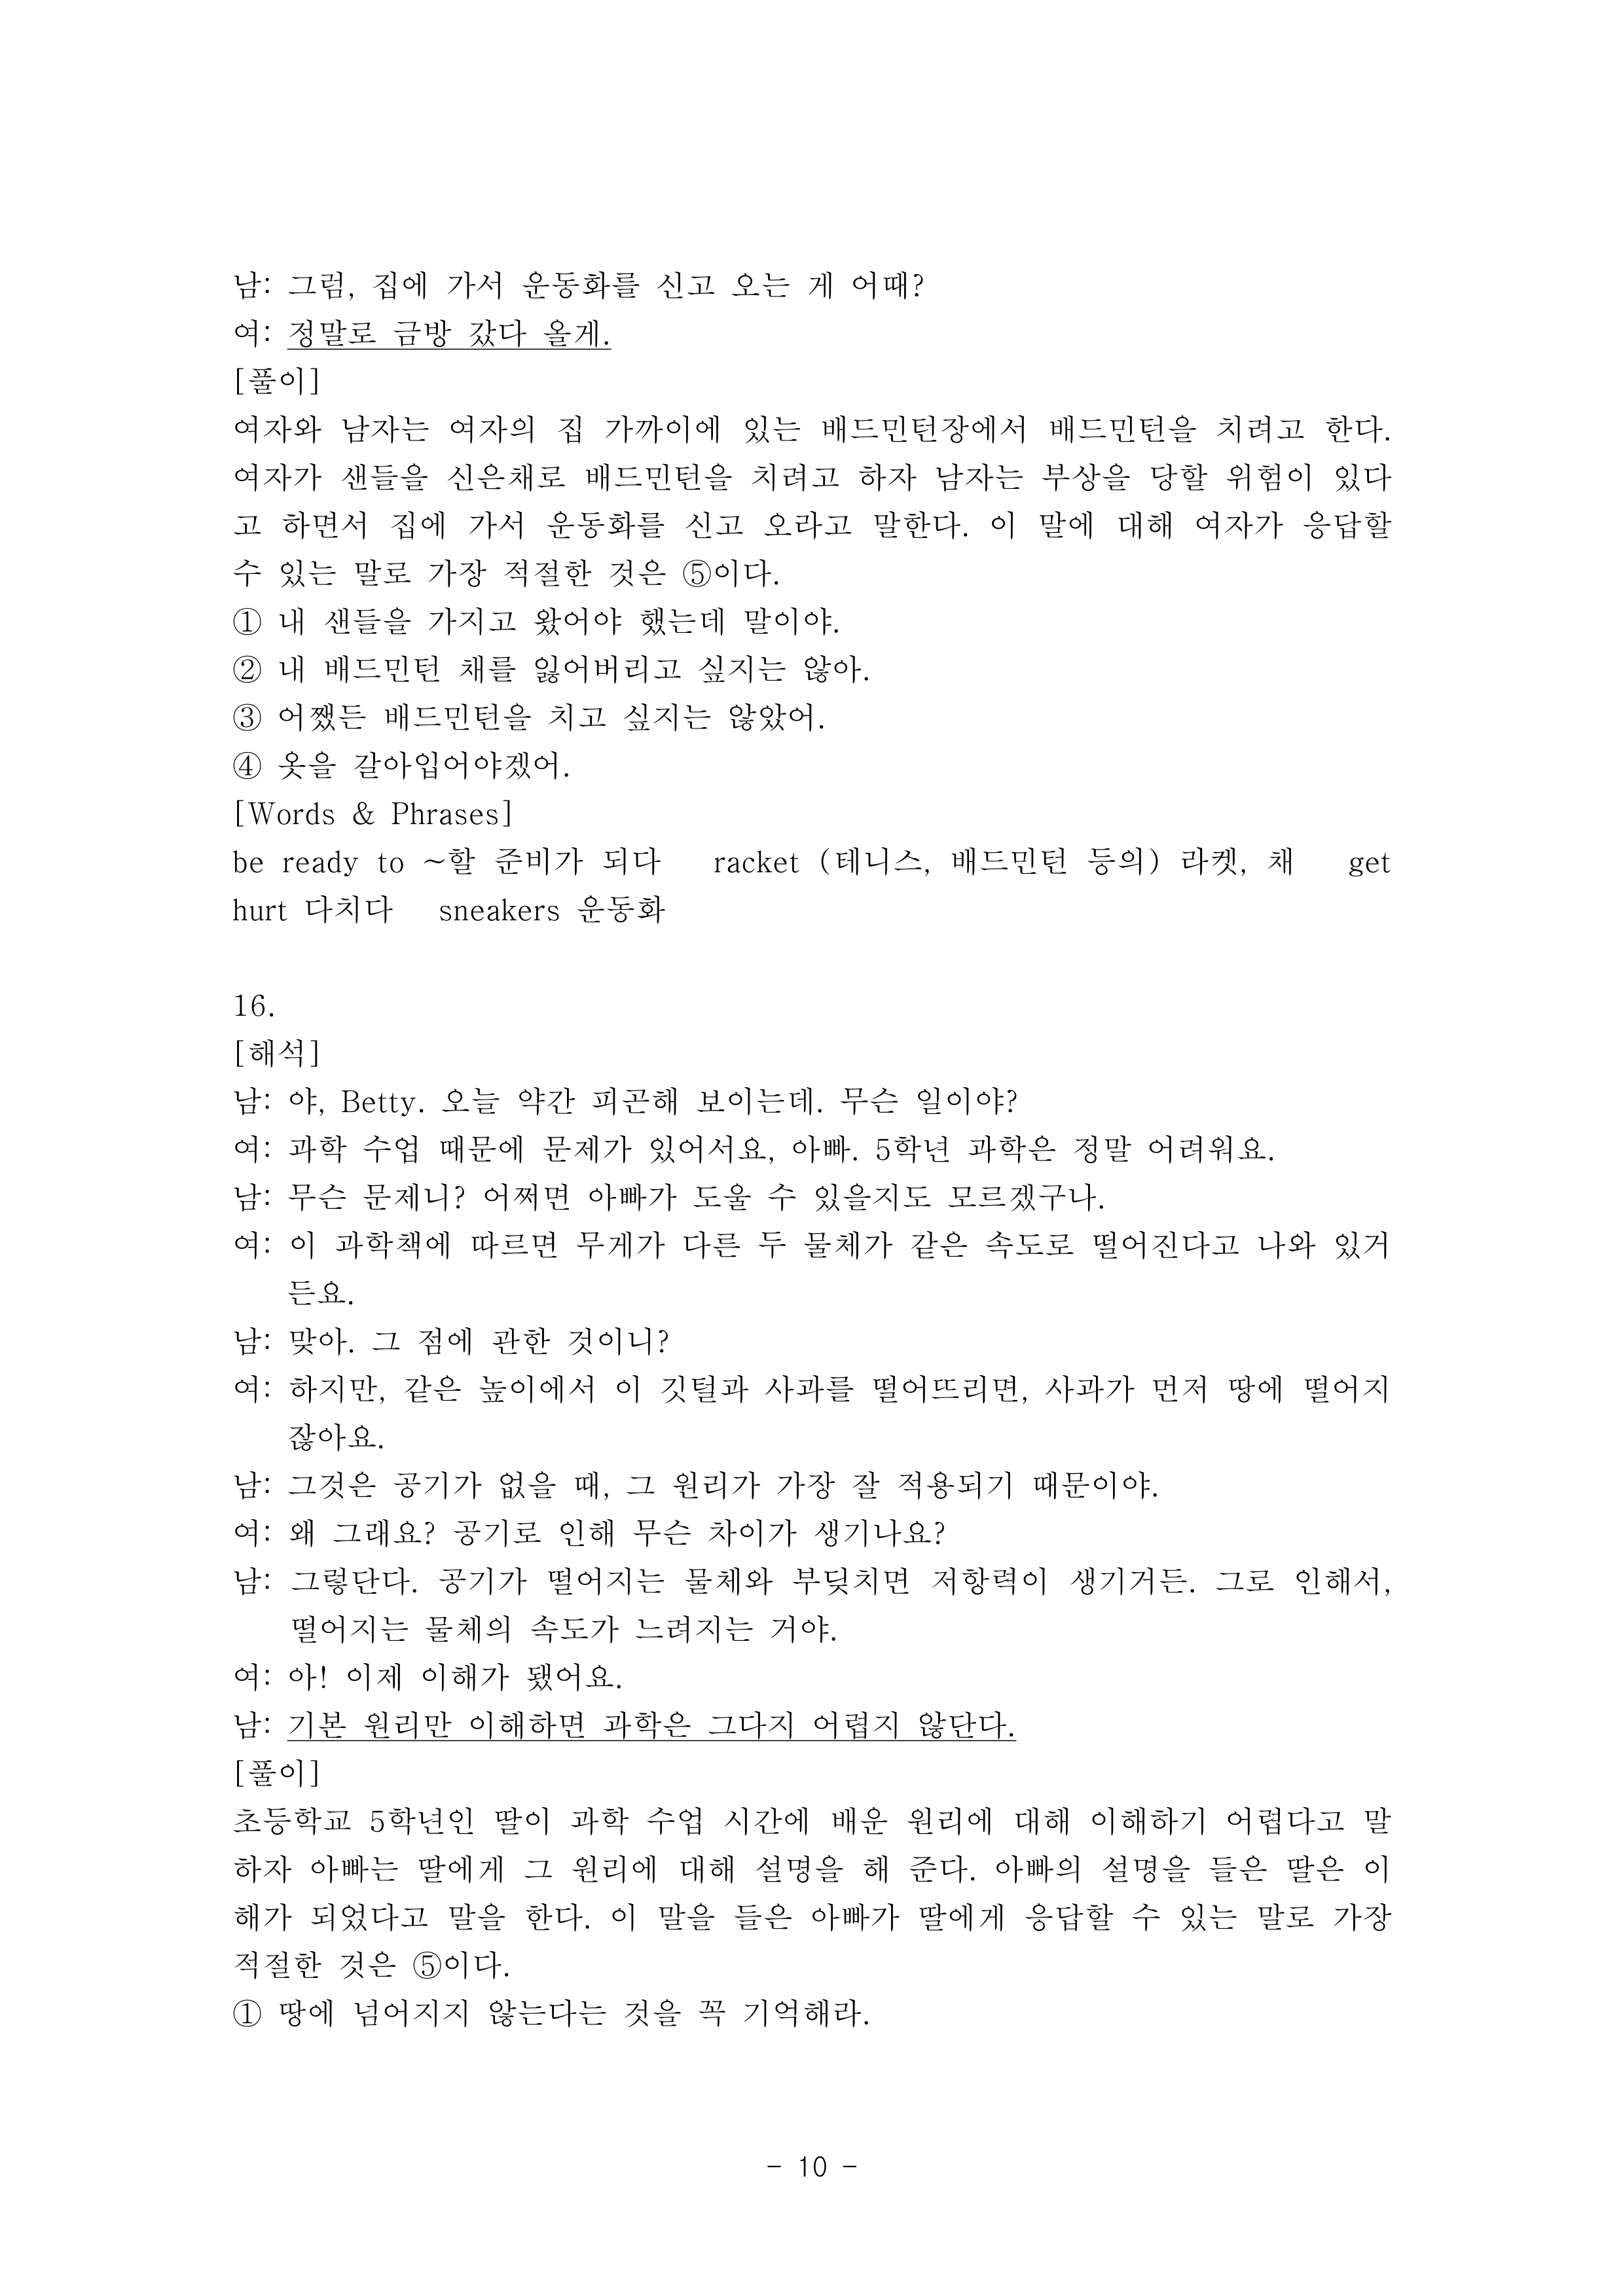 남: 그럼, 집에 가서 운동화를 신고 오는 게 어때?
여: 정말로 금방 갔다 올게.
[풀이]
여자와 남자는 여자의 집 가까이에 있는 배드민턴장에서 배드민턴을 치려고 한다.
여자가 샌들을 신은채로 배드민턴을 치려고 하자 남자는 부상을 당할 위험이 있다
고 하면서 집에 가서 운동화를 신고 오라고 말한다. 이 말에 대해 여자가 응답할
수 있는 말로 가장 적절한 것은 ⑤이다.
① 내 샌들을 가지고 왔어야 했는데 말이야.
② 내 배드민턴 채를 잃어버리고 싶지는 않아.
③ 어쨌든 배드민턴을 치고 싶지는 않았어.
④ 옷을 갈아입어야겠어.
[Words & Phrases]
be ready to ~할 준비가 되다 racket (테니스, 배드민턴 등의) 라켓, 채 get
hurt 다치다 sneakers 운동화
16.
[해석]
남: 야, Betty. 오늘 약간 피곤해 보이는데. 무슨 일이야?
여: 과학 수업 때문에 문제가 있어서요, 아빠. 5학년 과학은 정말 어려워요.
남: 무슨 문제니? 어쩌면 아빠가 도울 수 있을지도 모르겠구나.
여: 이 과학책에 따르면 무게가 다른 두 물체가 같은 속도로 떨어진다고 나와 있거
든요.
남: 맞아. 그 점에 관한 것이니?
여: 하지만, 같은 높이에서 이 깃털과 사과를 떨어뜨리면, 사과가 먼저 땅에 떨어지
잖아요.
남: 그것은 공기가 없을 때, 그 원리가 가장 잘 적용되기 때문이야.
여: 왜 그래요? 공기로 인해 무슨 차이가 생기나요?
남: 그렇단다. 공기가 떨어지는 물체와 부딪치면 저항력이 생기거든. 그로 인해서,
떨어지는 물체의 속도가 느려지는 거야.
여: 아! 이제 이해가 됐어요.
남: 기본 원리만 이해하면 과학은 그다지 어렵지 않단다.
[풀이]
초등학교 5학년인 딸이 과학 수업 시간에 배운 원리에 대해 이해하기 어렵다고 말
하자 아빠는 딸에게 그 원리에 대해 설명을 해 준다. 아빠의 설명을 들은 딸은 이
해가 되었다고 말을 한다. 이 말을 들은 아빠가 딸에게 응답할 수 있는 말로 가장
적절한 것은 ⑤이다.
① 땅에 넘어지지 않는다는 것을 꼭 기억해라.
- 10 -